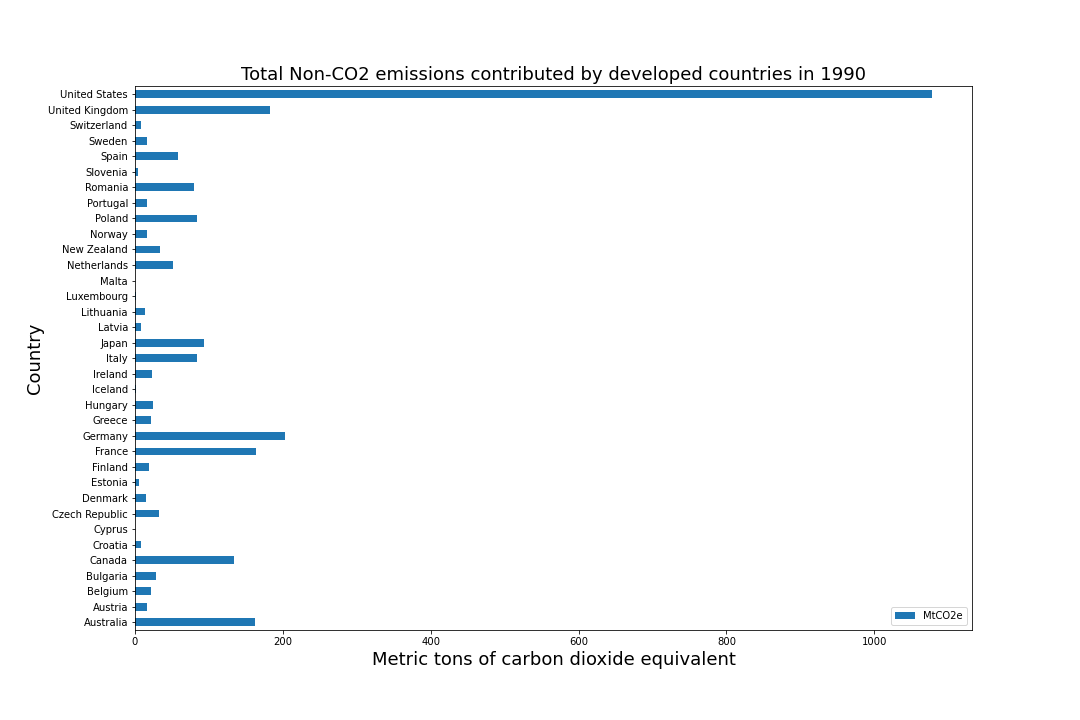 Total Non-CO2 emissions contributed by developed countries in 1990
United States
United Kingdom
Switzerland
Sweden
Spain
Slovenia
Romania
Portugal
Poland
Norway
New Zealand
Netherlands
Malta
Luxembourg
Lithuania
Latvia
Japan
Italy
Ireland
Iceland
Hungary
Greece
Germany
France
Finland
Estonia
Denmark
Czech Republic
Cyprus
Croatia
Canada
Bulgaria
Belgium
Austria
Australia
Country
MtCO2e
0 200 400 600 800 1000
Metric tons of carbon dioxide equivalent